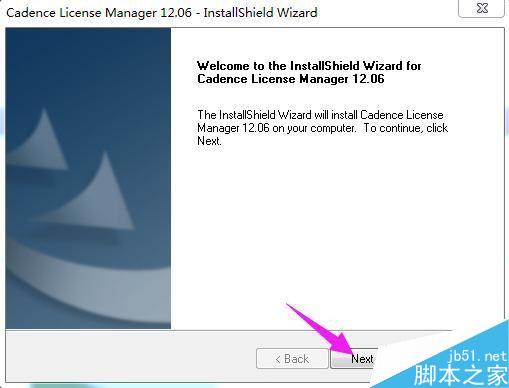 Cadence License Manager 12.06 - InstallShield Wizard
Welcome to the InstallShield Wizard for
Cadence License Manager 12.06
The InstallShield Wizard will install Cadence License
Manager 12.06 on your computer. To continue, click
Next.
< Back
Next
jb51.net
脚本之家